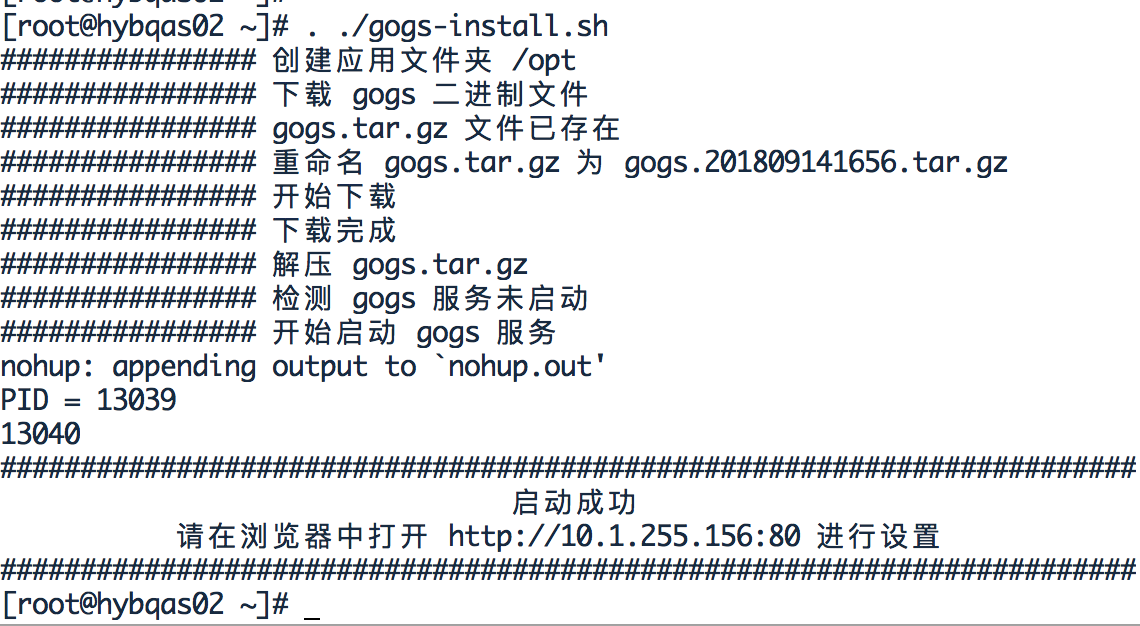 [root@hybqas02 ~]#
[root@hybqas02 ~]# . ./gogs-install.sh
################ 创建应用文件夹 /opt
################ 下载 gogs 二进制文件
################ gogs.tar.gz 文件已存在
################ 重命名 gogs.tar.gz 为 gogs.201809141656.tar.gz
################ 开始下载
################ 下载完成
################ 解压 gogs.tar.gz
################ 检测 gogs 服务未启动
################ 开始启动 gogs 服务
nohup: appending output to `nohup.out'
PID = 13039
13040
#######################################################################
启动成功
请在浏览器中打开 http://10.1.255.156:80 进行设置
#######################################################################
[root@hybqas02 ~]# _